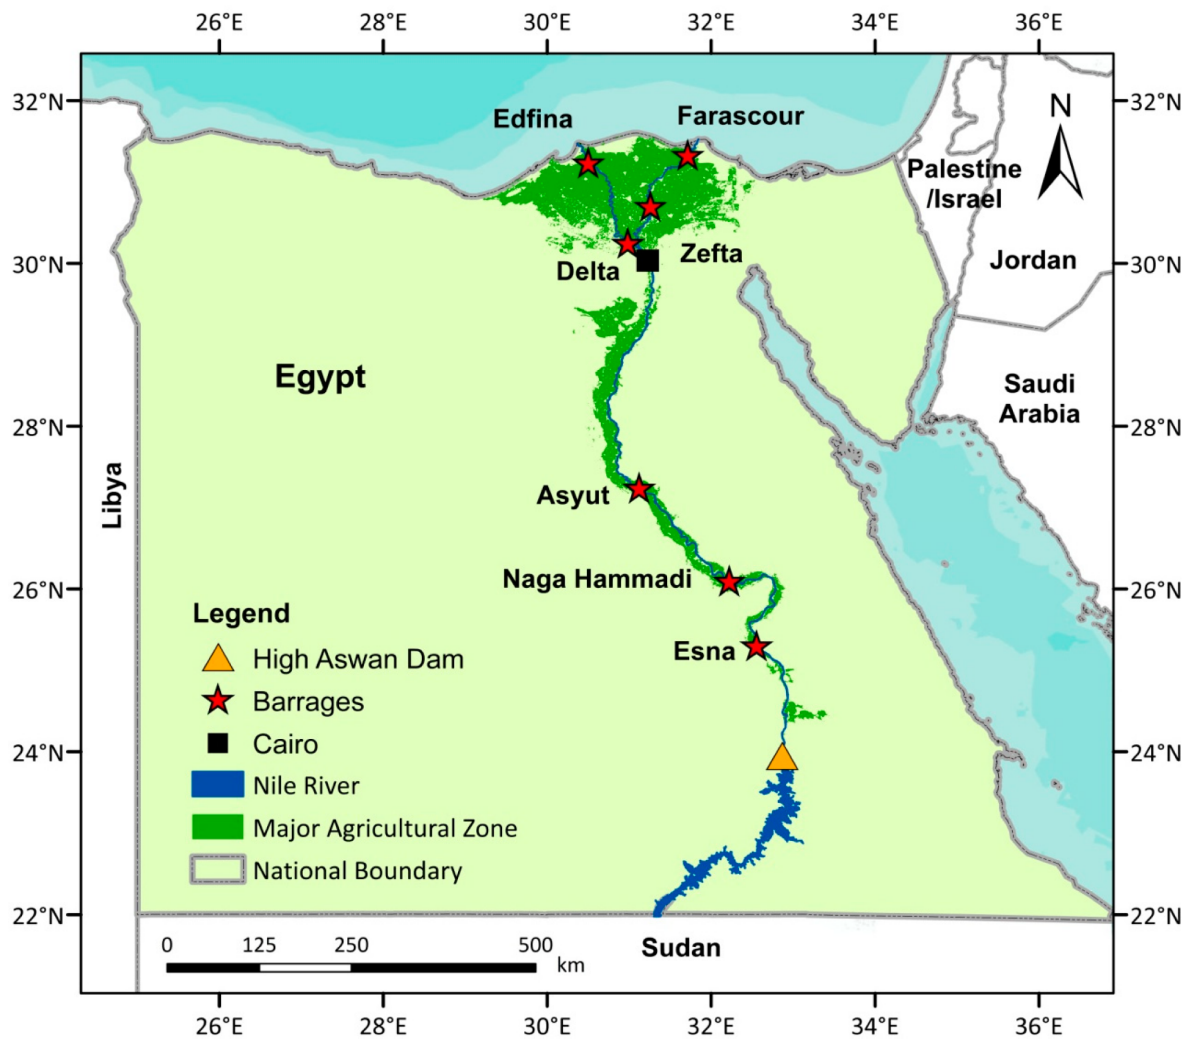 26°E 28°E 30°E 32°E 34°E 36°E
32°N 32°N
Edfina
Farascour
N
Palestine
/Israel
Zefta
Delta
30°N 30°N
Jordan
Egypt
Saudi
Arabia
28°N 28°N
Libya
Asyut
Naga Hammadi
26°N 26°N
Esna
Legend
High Aswan Dam
Barrages
Cairo
Nile River
Major Agricultural Zone
National Boundary
24°N 24°N
22°N 22°N
Sudan
0 125 250 500
km
26°E 28°E 30°E 32°E 34°E 36°E